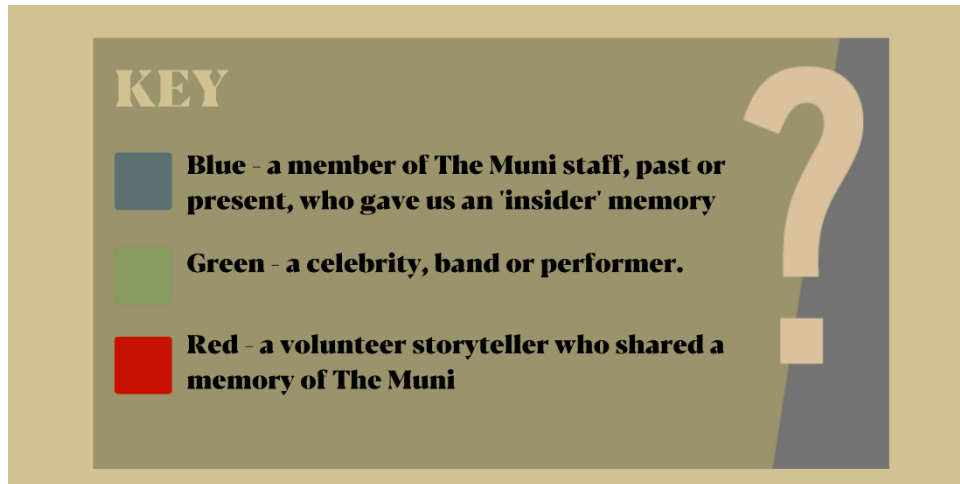 KEY
Blue - a member of The Muni staff, past or
present, who gave us an 'insider' memory
Green - a celebrity, band or performer.
Red - a volunteer storyteller who shared a
memory of The Muni
?